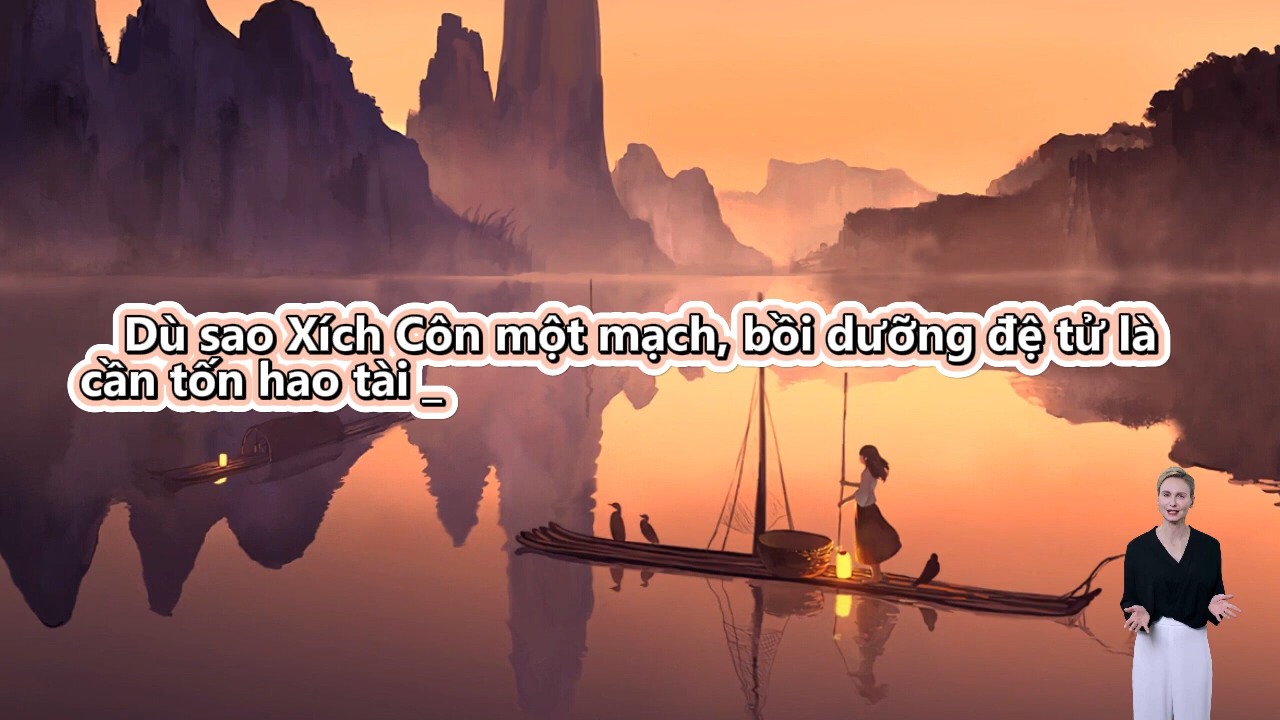 Dù sao Xích Côn một mạch, bồi dưỡng đệ tử là
cần tốn hao tài _